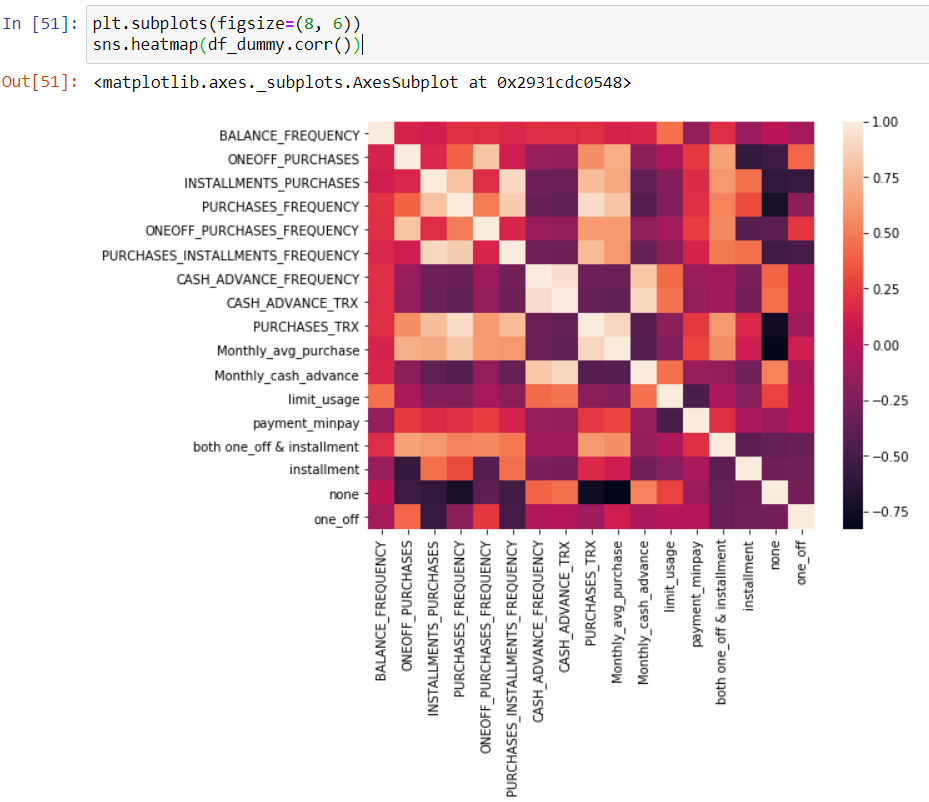 In [51]: plt.subplots(figsize=(8, 6))
sns.heatmap(df_dummy.corr())
Out[51]: <matplotlib.axes._subplots.AxesSubplot at 0x2931cdc0548>
BALANCE_FREQUENCY
ONEOFF_PURCHASES
INSTALLMENTS_PURCHASES
PURCHASES_FREQUENCY
ONEOFF_PURCHASES_FREQUENCY
PURCHASES_INSTALLMENTS_FREQUENCY
CASH_ADVANCE_FREQUENCY
CASH_ADVANCE_TRX
PURCHASES_TRX
Monthly_avg_purchase
Monthly_cash_advance
limit_usage
payment_minpay
both one_off & installment
installment
none
one_off
1.00
0.75
0.50
0.25
0.00
−0.25
−0.50
−0.75
BALANCE_FREQUENCY
ONEOFF_PURCHASES
INSTALLMENTS_PURCHASES
PURCHASES_FREQUENCY
ONEOFF_PURCHASES_FREQUENCY
PURCHASES_INSTALLMENTS_FREQUENCY
CASH_ADVANCE_FREQUENCY
CASH_ADVANCE_TRX
PURCHASES_TRX
Monthly_avg_purchase
Monthly_cash_advance
limit_usage
payment_minpay
both one_off & installment
installment
none
one_off